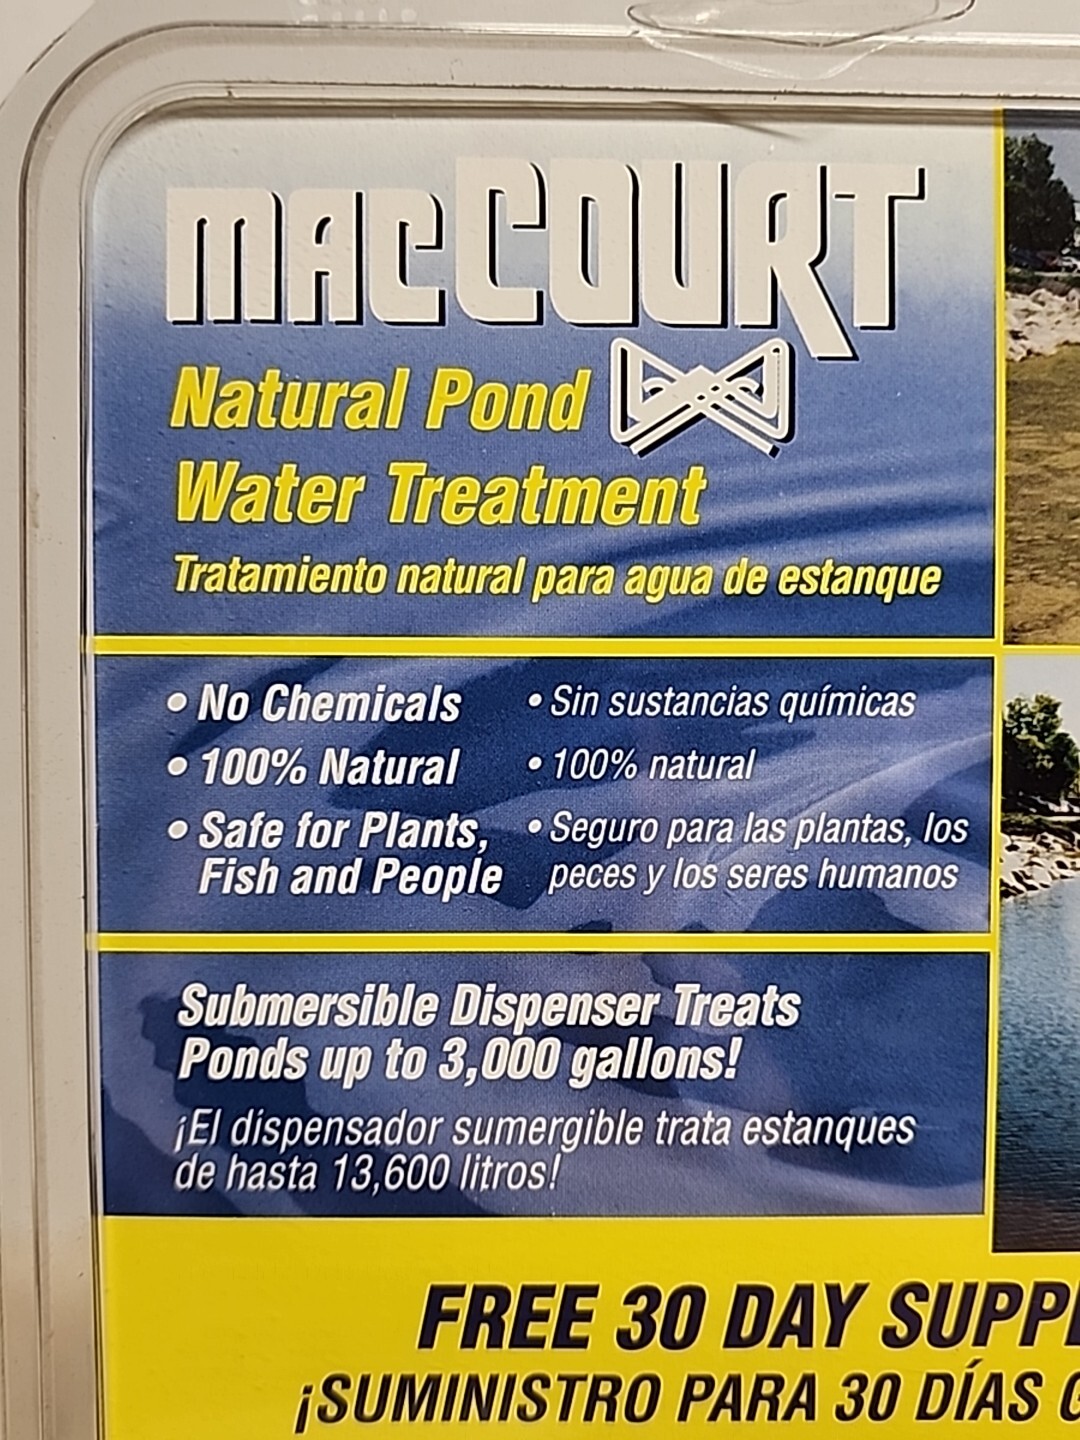 macCOURT
Natural Pond
Water Treatment
Tratamiento natural para agua de estanque
• No Chemicals
• 100% Natural
• Safe for Plants,
Fish and People
• Sin sustancias químicas
• 100% natural
• Seguro para las plantas, los
peces y los seres humanos
Submersible Dispenser Treats
Ponds up to 3,000 gallons!
¡El dispensador sumergible trata estanques
de hasta 13,600 litros!
FREE 30 DAY
¡SUMINISTRO PARA 30 DÍAS